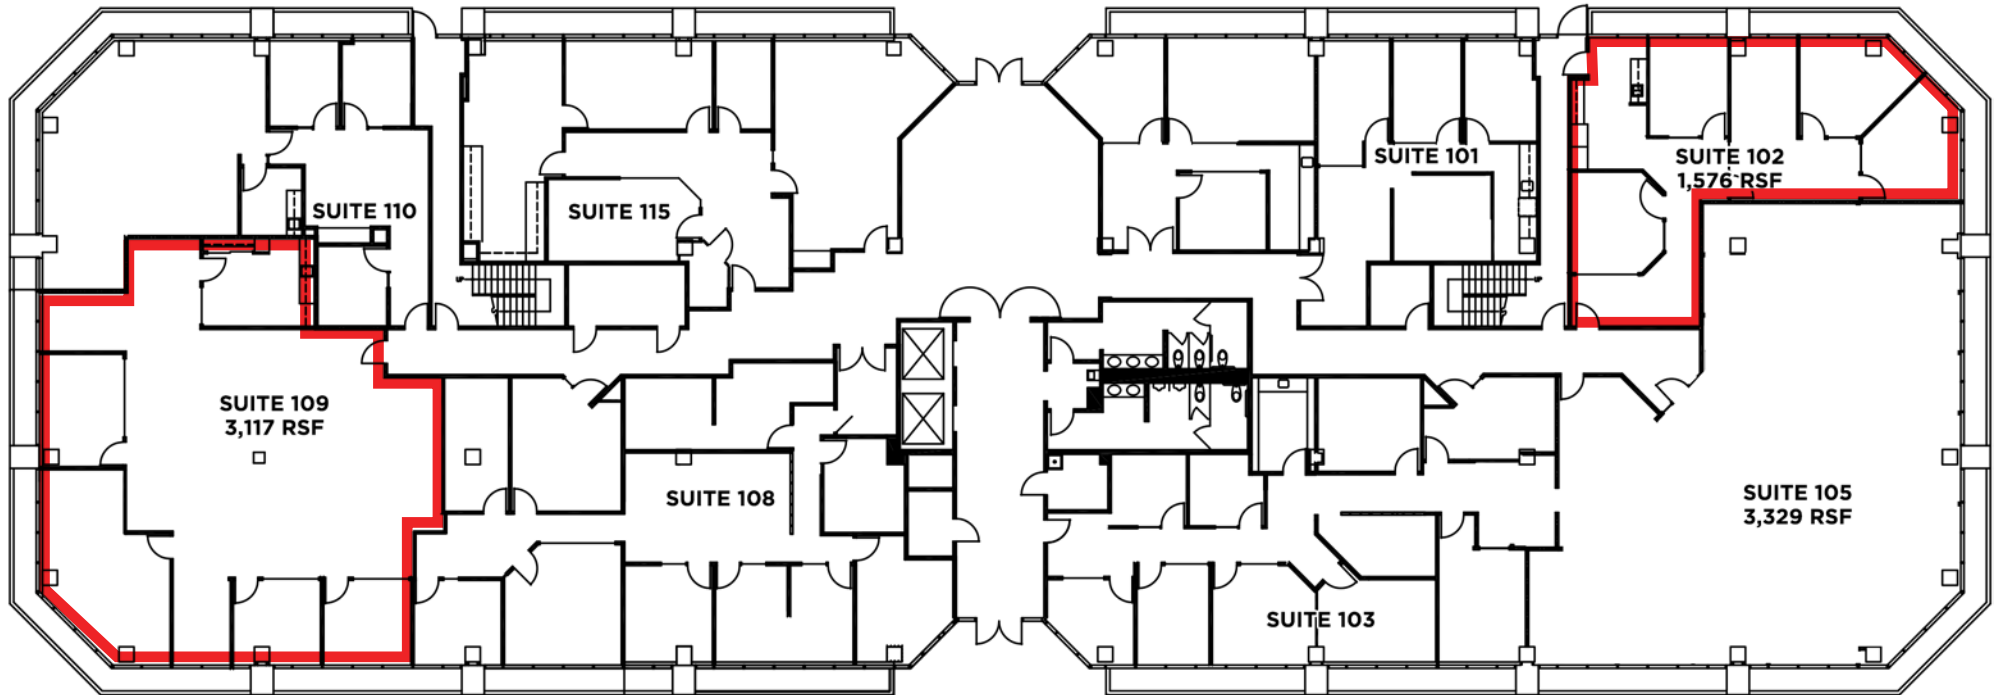 SUITE 110
SUITE 115
SUITE 101
SUITE 102
1,576 RSF
SUITE 109
3,117 RSF
SUITE 108
SUITE 105
3,329 RSF
SUITE 103